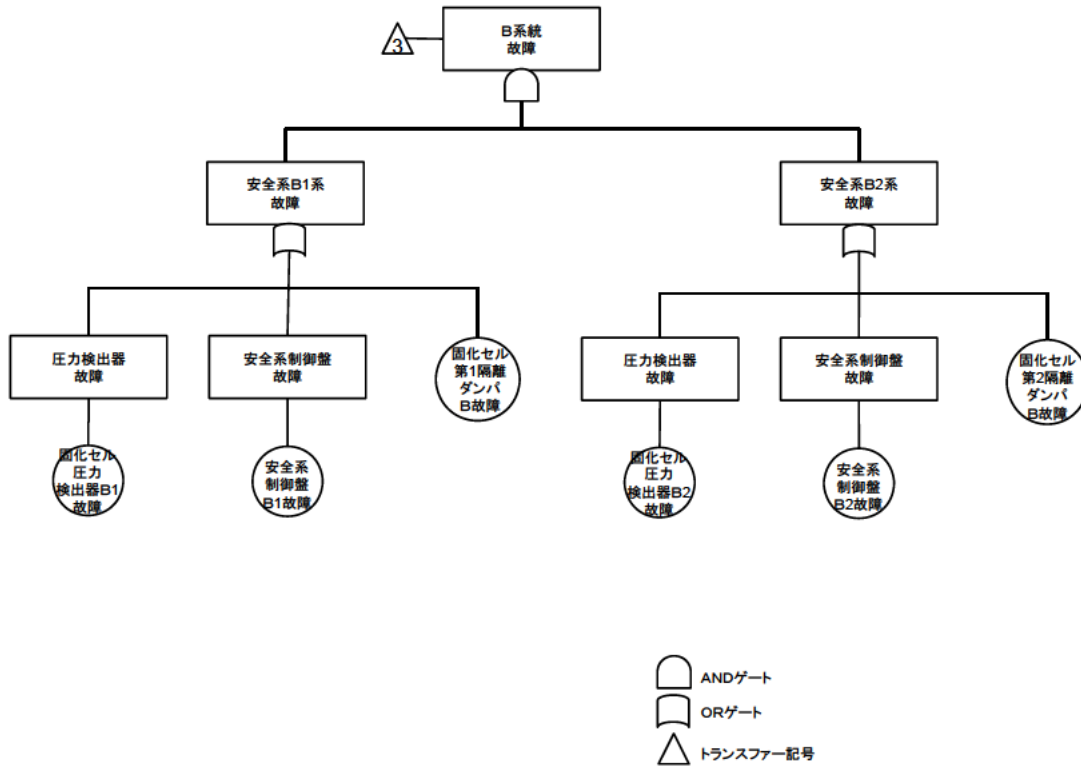 B系統
故障
3
安全系B1系
故障
安全系B2系
故障
圧力検出器
故障
安全系制御盤
故障
固化セル
第1隔離
ダンパ
B故障
圧力検出器
故障
安全系制御盤
故障
固化セル
第2隔離
ダンパ
B故障
固化セル
圧力
検出器B1
故障
安全系
制御盤
B1故障
固化セル
圧力
検出器B2
故障
安全系
制御盤
B2故障
ANDゲート
ORゲート
トランスファー記号